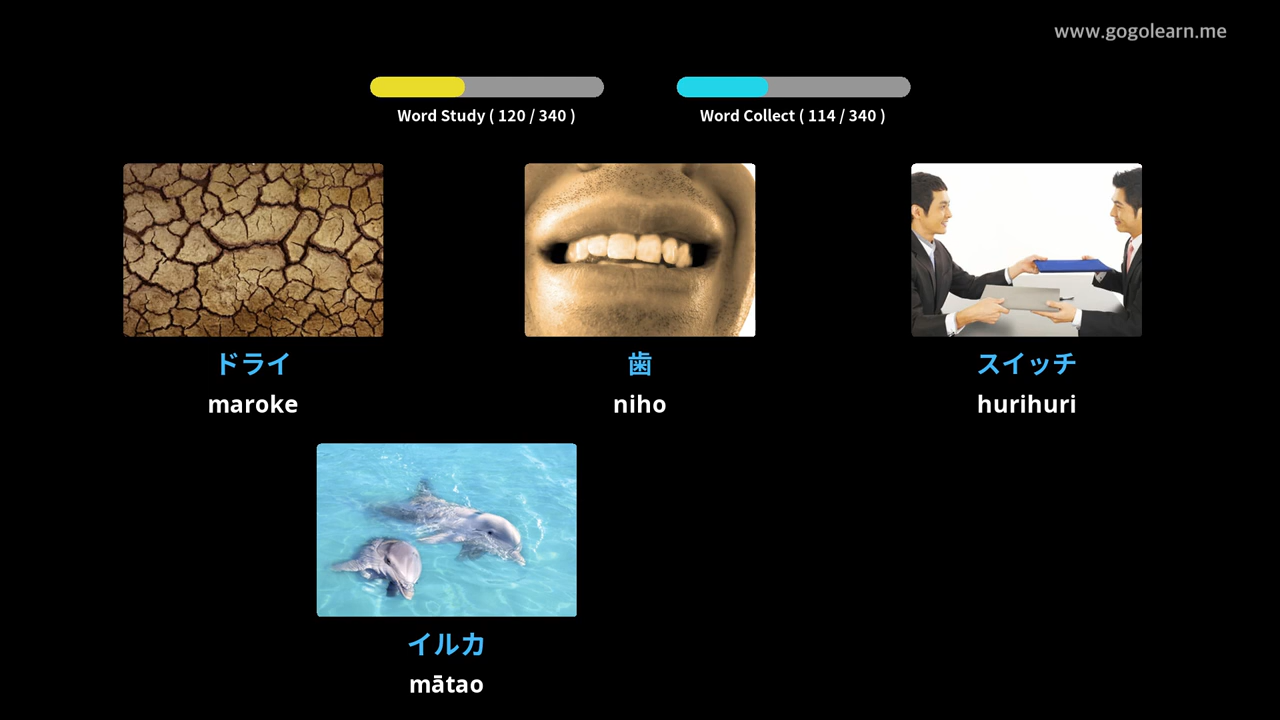 www.gogolearn.me
Word Study ( 120 / 340 )
Word Collect ( 114 / 340 )
ドライ
maroke
歯
niho
スイッチ
hurihuri
イルカ
mātao